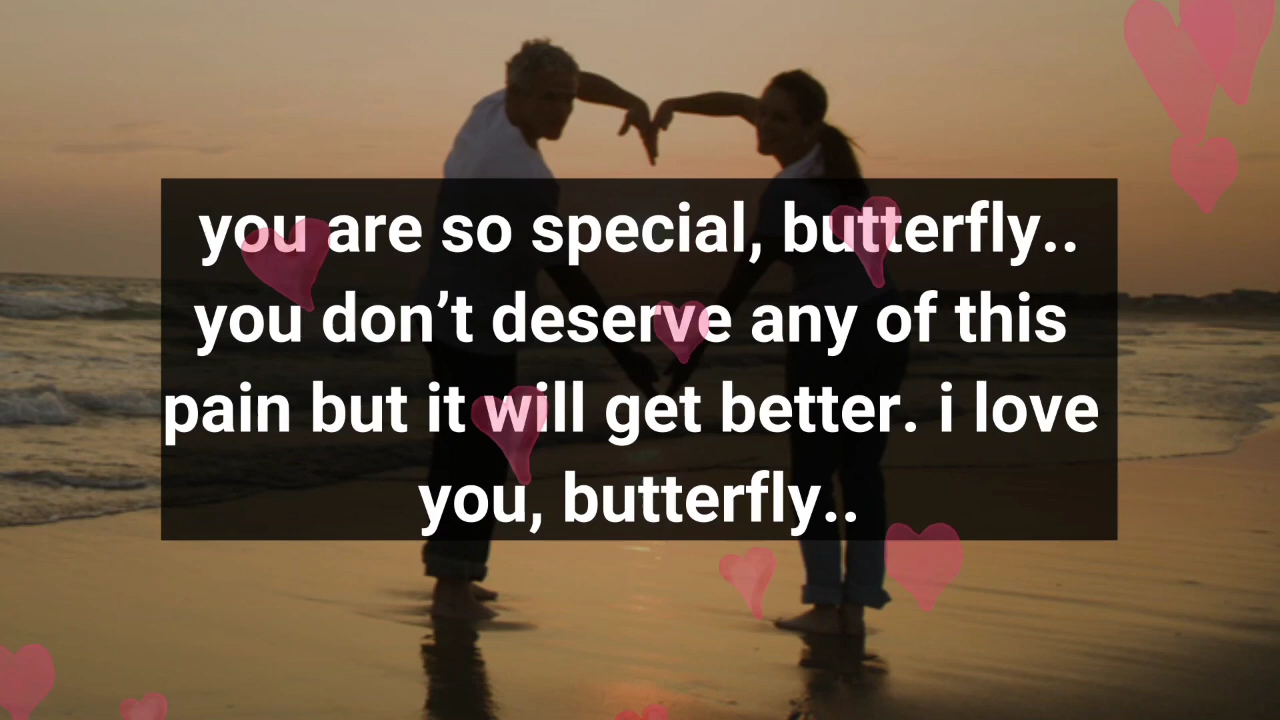 you are so special, butterfly..
you don’t deserve any of this
pain but it will get better. i love
you, butterfly..